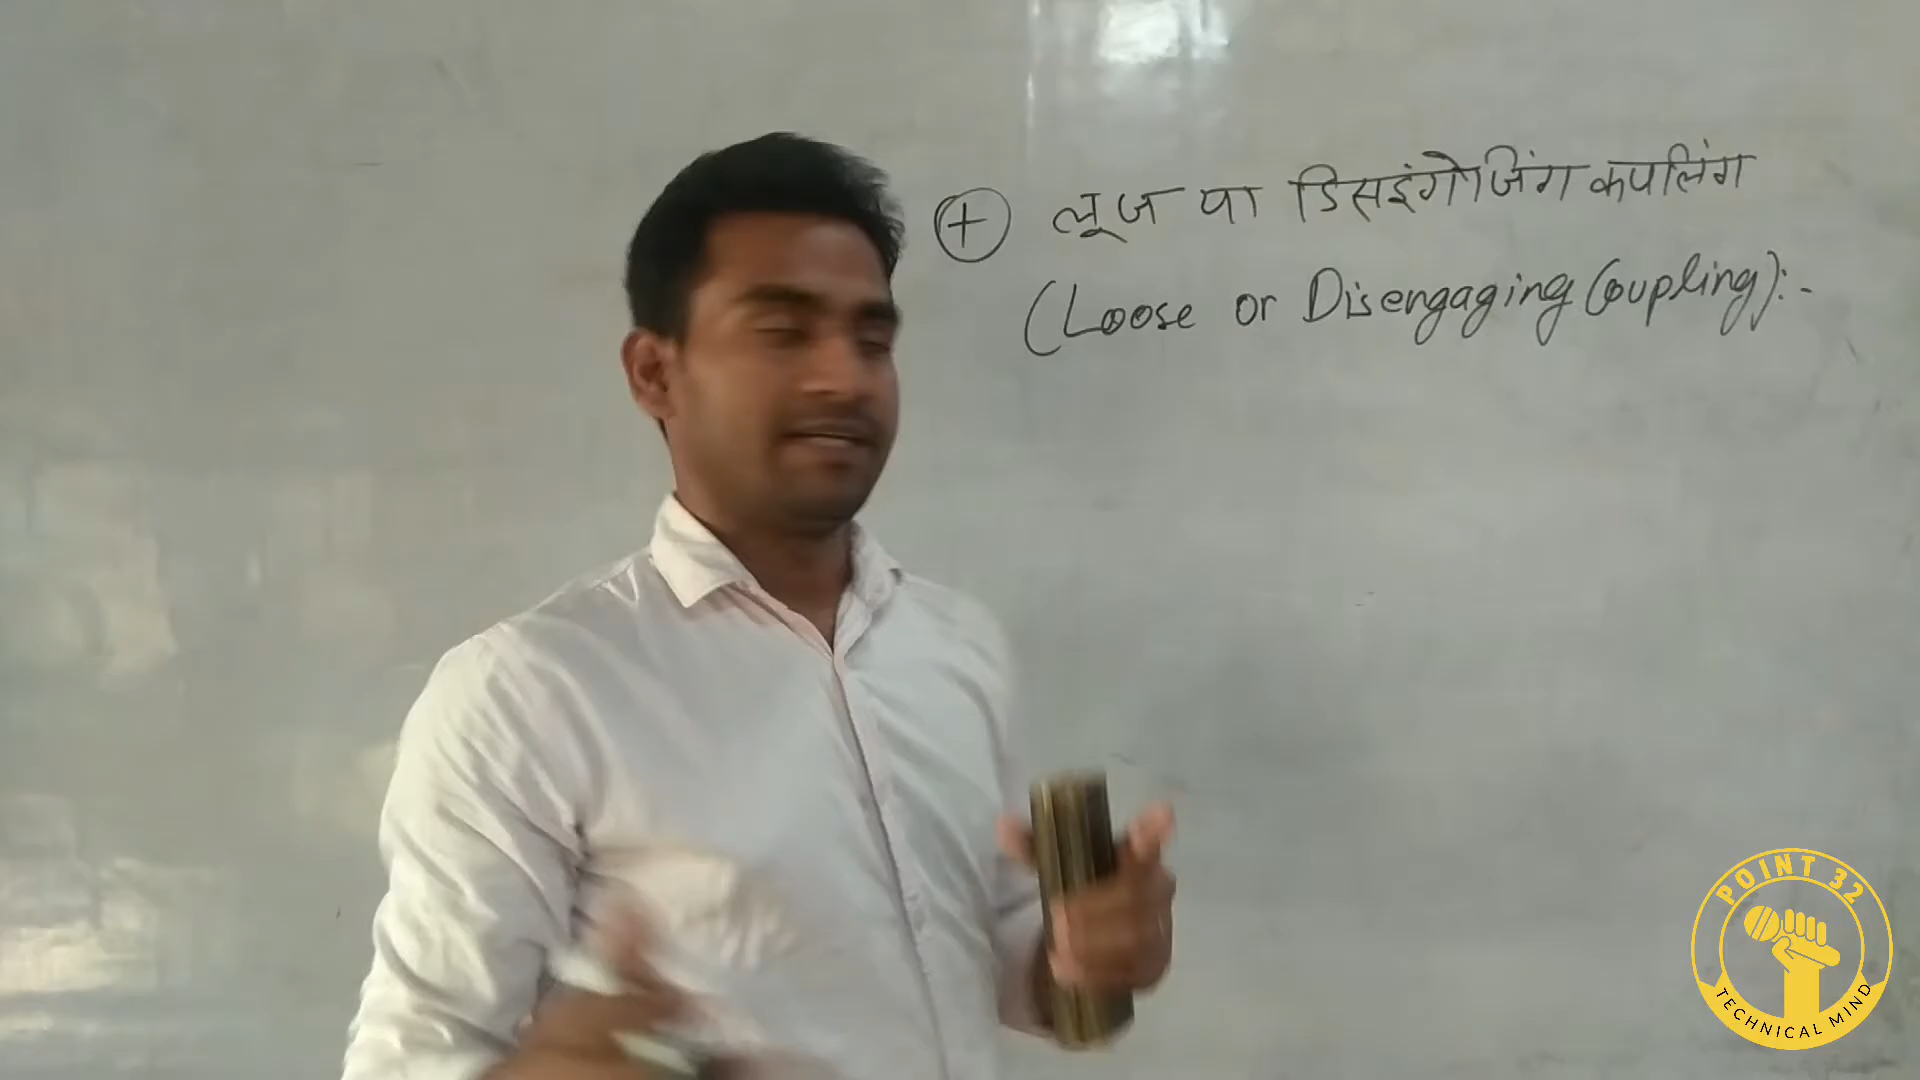 + लूज या डिसइंगेजिंग कपलिंग
(Loose or Disengaging Coupling):-
POINT 32
TECHNICAL MIND